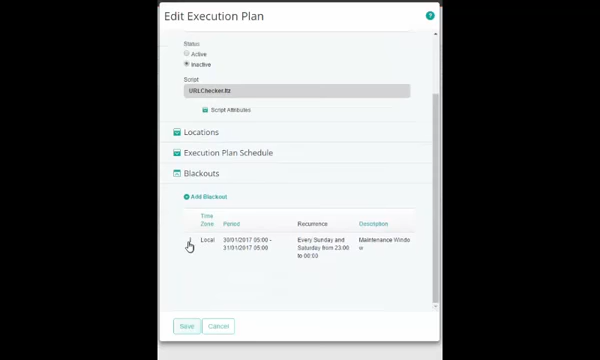 Edit Execution Plan
?
Status
Active
Inactive
Script
URLChecker.ltz
Script Attributes
Locations
Execution Plan Schedule
Blackouts
Add Blackout
Time Zone Period Recurrence Description
Local 30/01/2017 05:00 - Every Sunday and Maintenance Windo
31/01/2017 05:00 Saturday from 23:00 w
to 00:00
Save Cancel